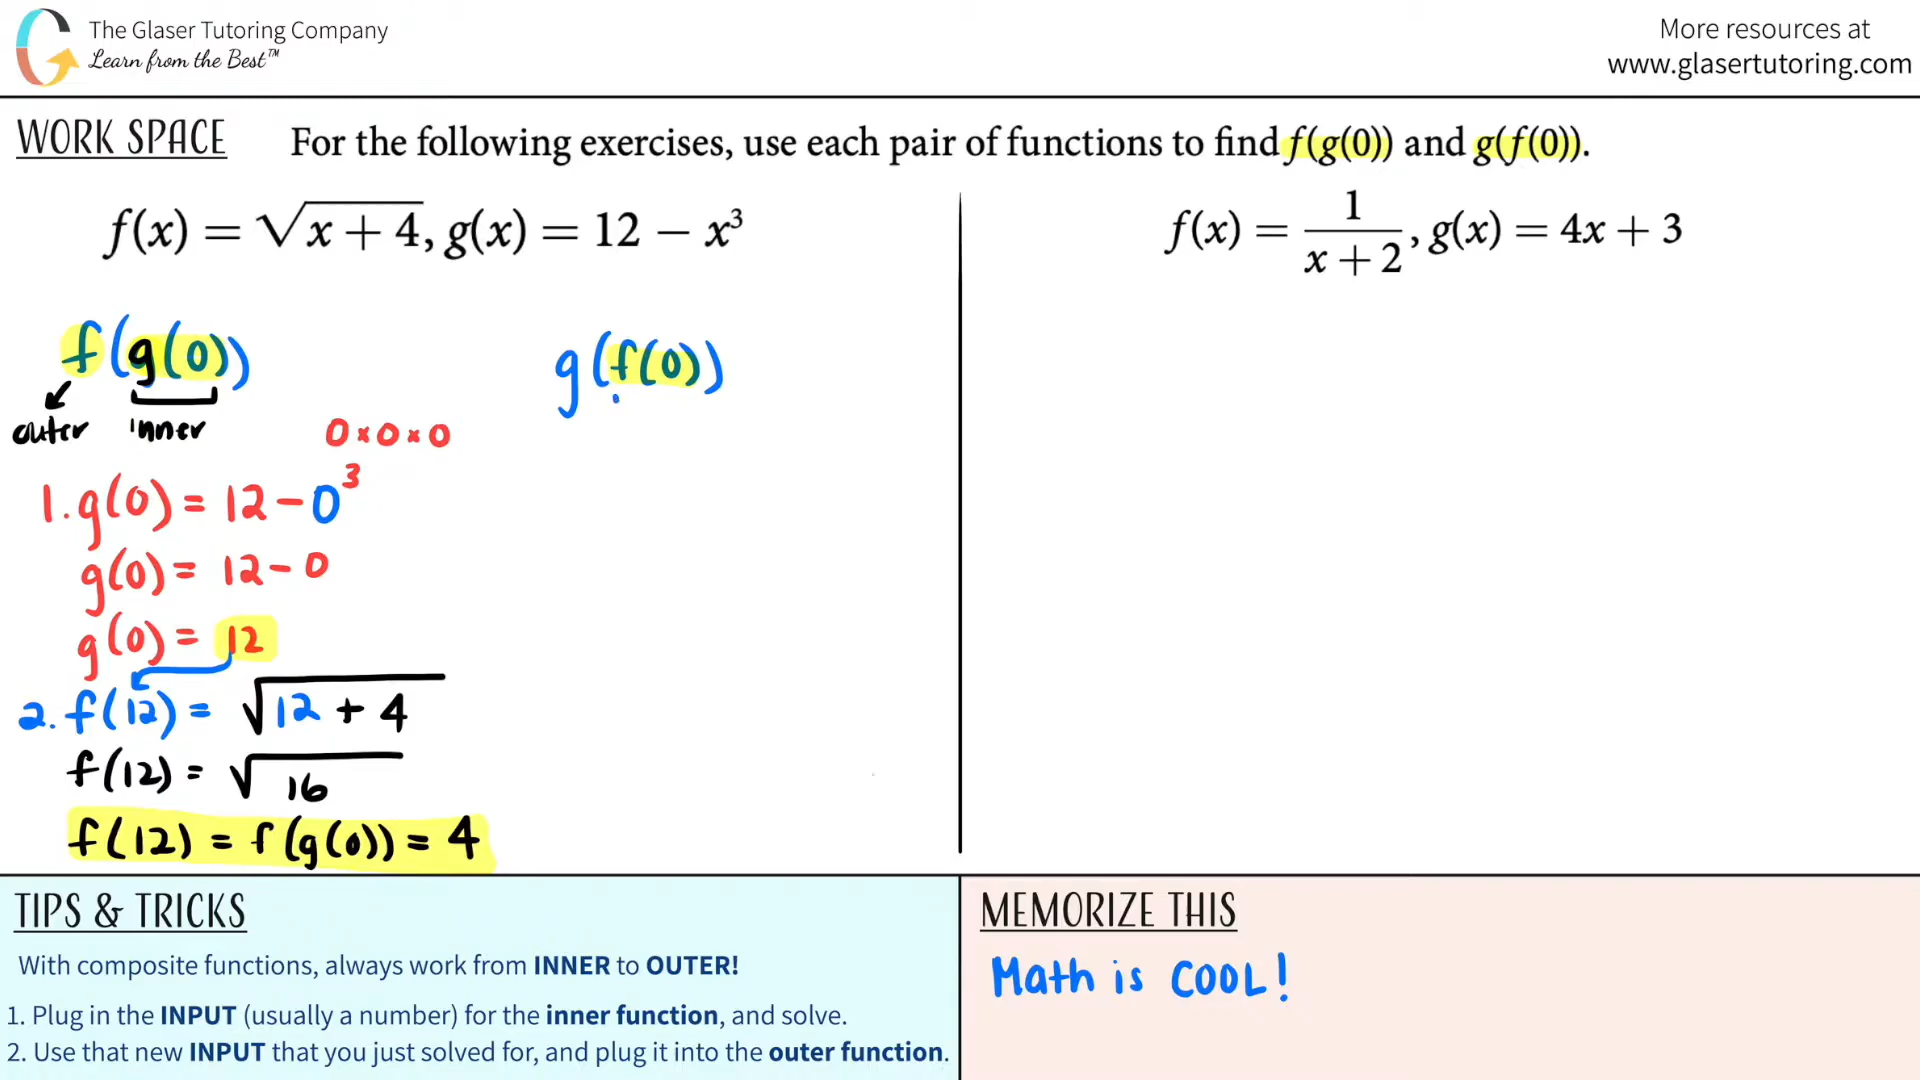 The Glaser Tutoring Company
Learn from the Best™
More resources at
www.glasertutoring.com
WORK SPACE
For the following exercises, use each pair of functions to find f(g(0)) and g(f(0)).
f(x) = √(x + 4), g(x) = 12 − x³
f(g(0))
outer inner
0 × 0 × 0
1. g(0) = 12 − 0³
g(0) = 12 − 0
g(0) = 12
2. f(12) = √(12 + 4)
f(12) = √16
f(12) = f(g(0)) = 4
g(f(0))
f(x) = 1/(x + 2), g(x) = 4x + 3
TIPS & TRICKS
With composite functions, always work from INNER to OUTER!
1. Plug in the INPUT (usually a number) for the inner function, and solve.
2. Use that new INPUT that you just solved for, and plug it into the outer function.
MEMORIZE THIS
Math is COOL!